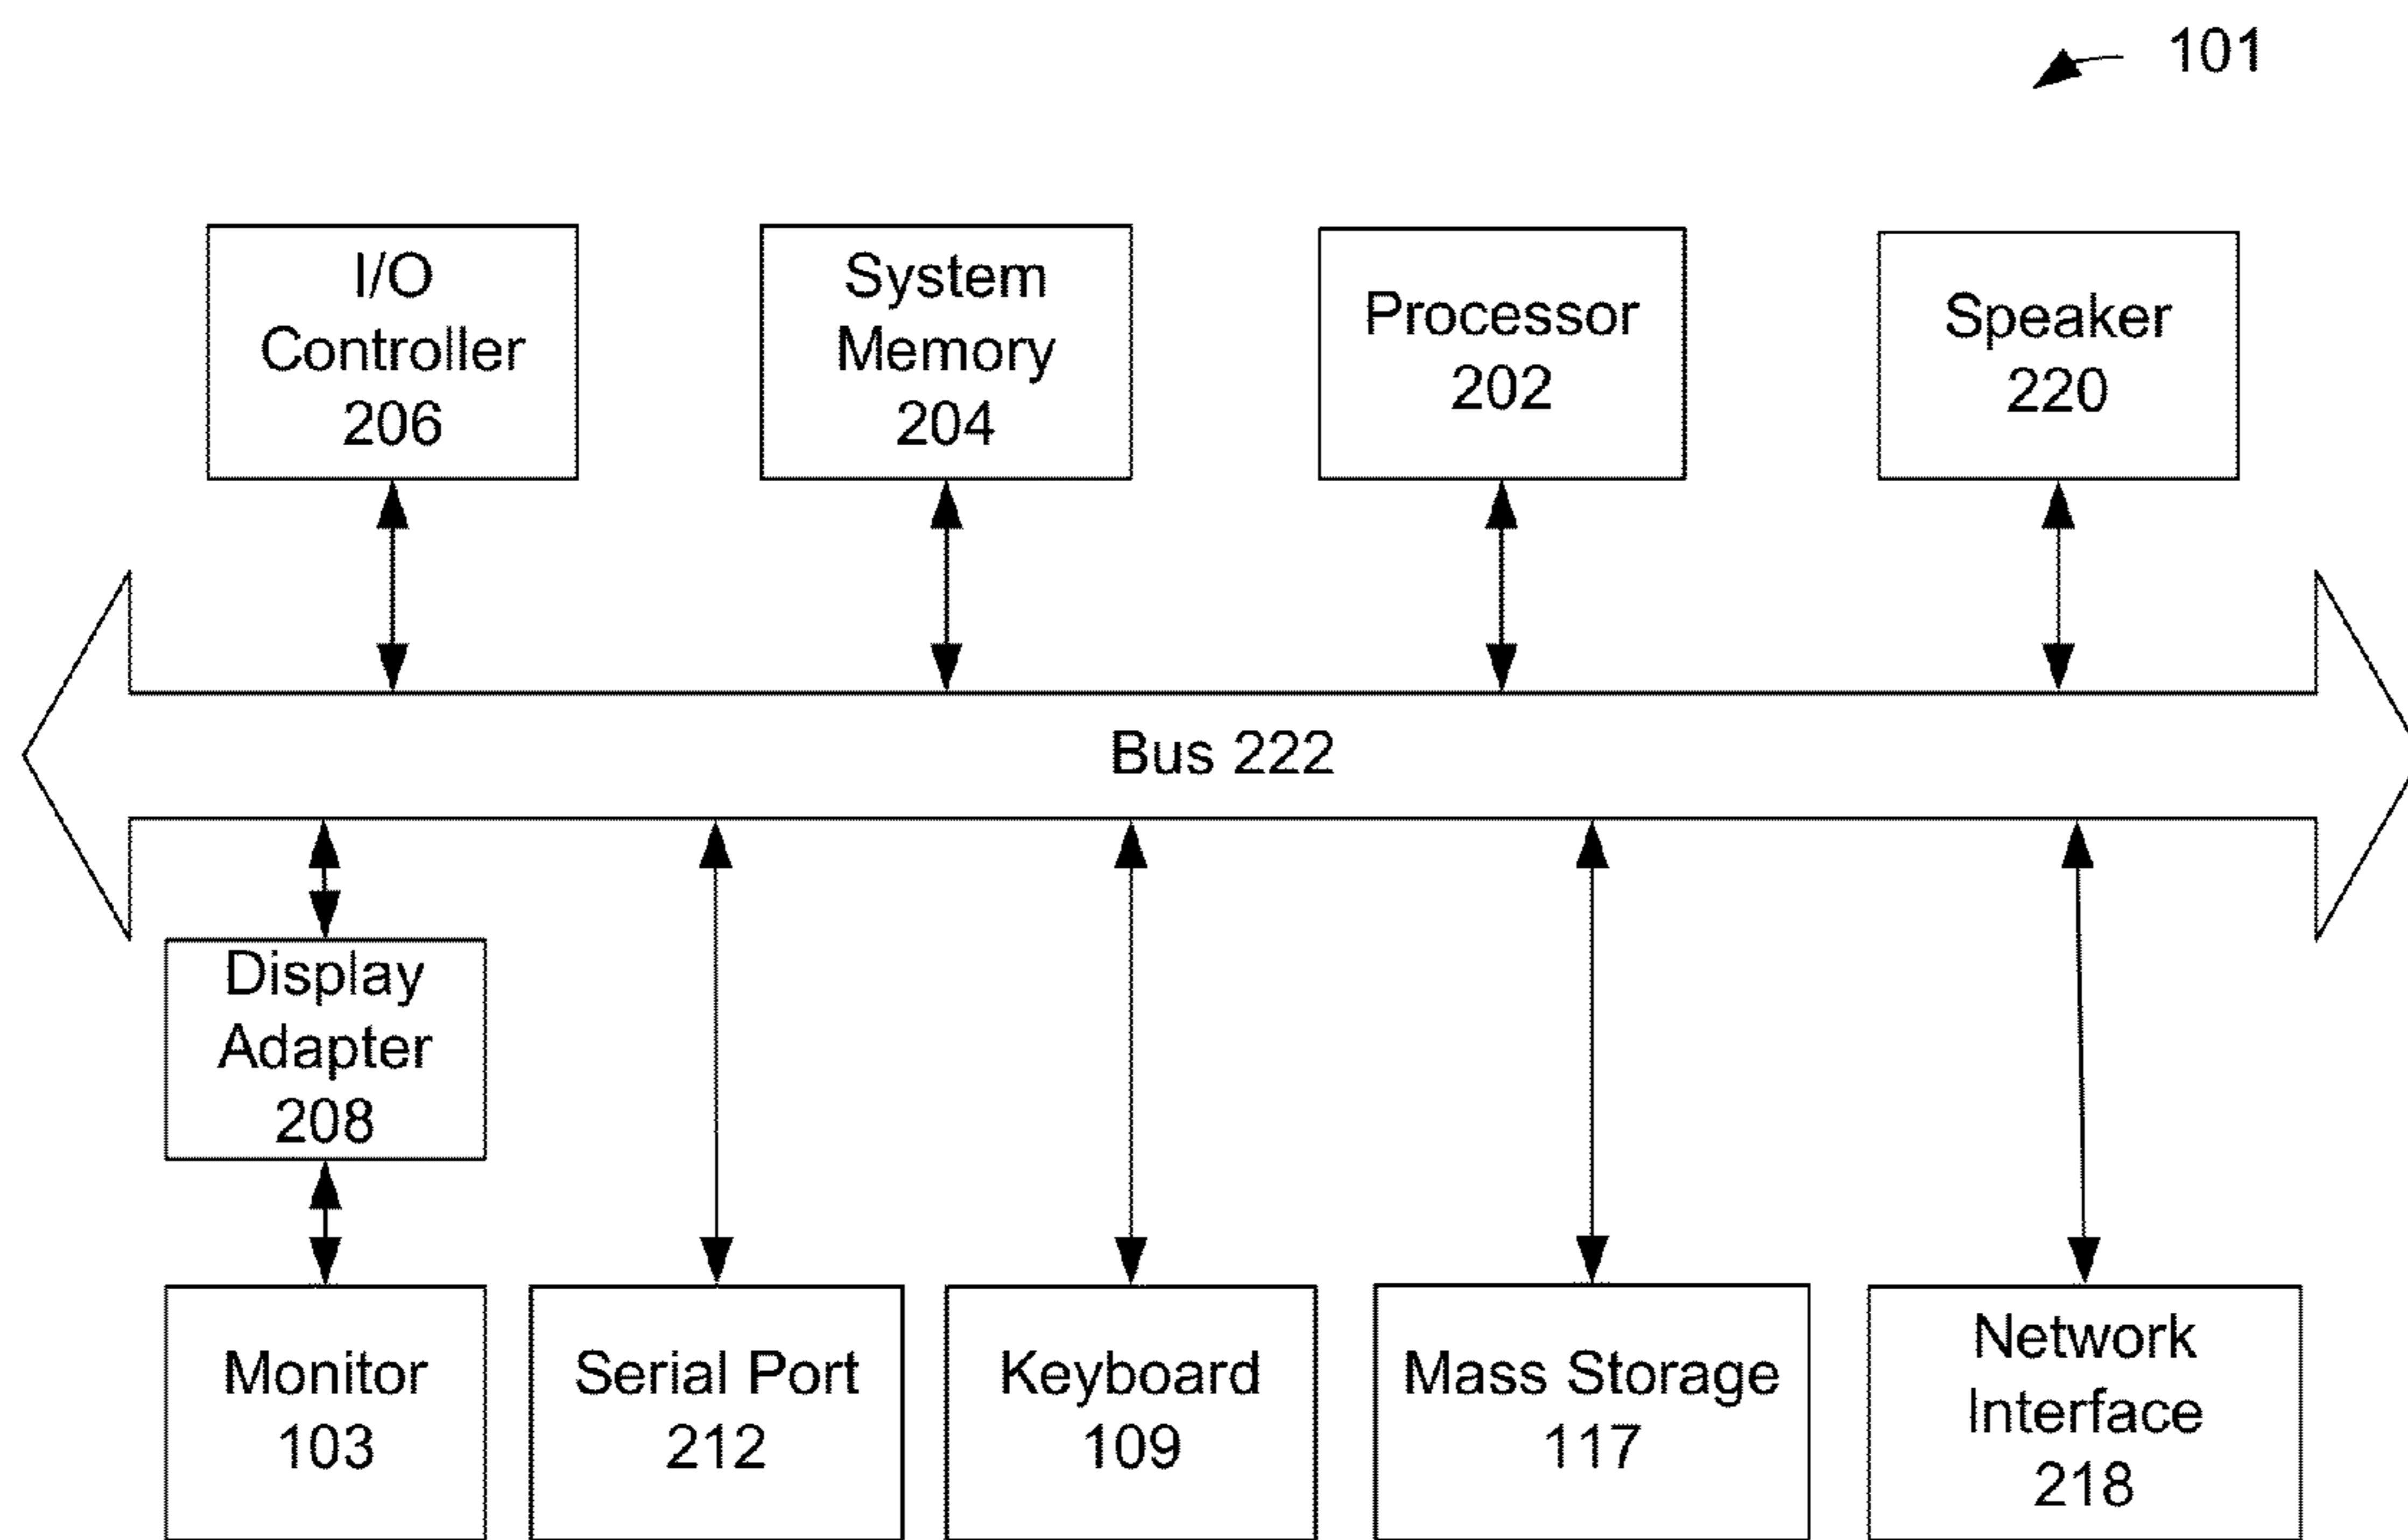 101
I/O
Controller
206
System
Memory
204
Processor
202
Speaker
220
Bus 222
Display
Adapter
208
Monitor
103
Serial Port
212
Keyboard
109
Mass Storage
117
Network
Interface
218